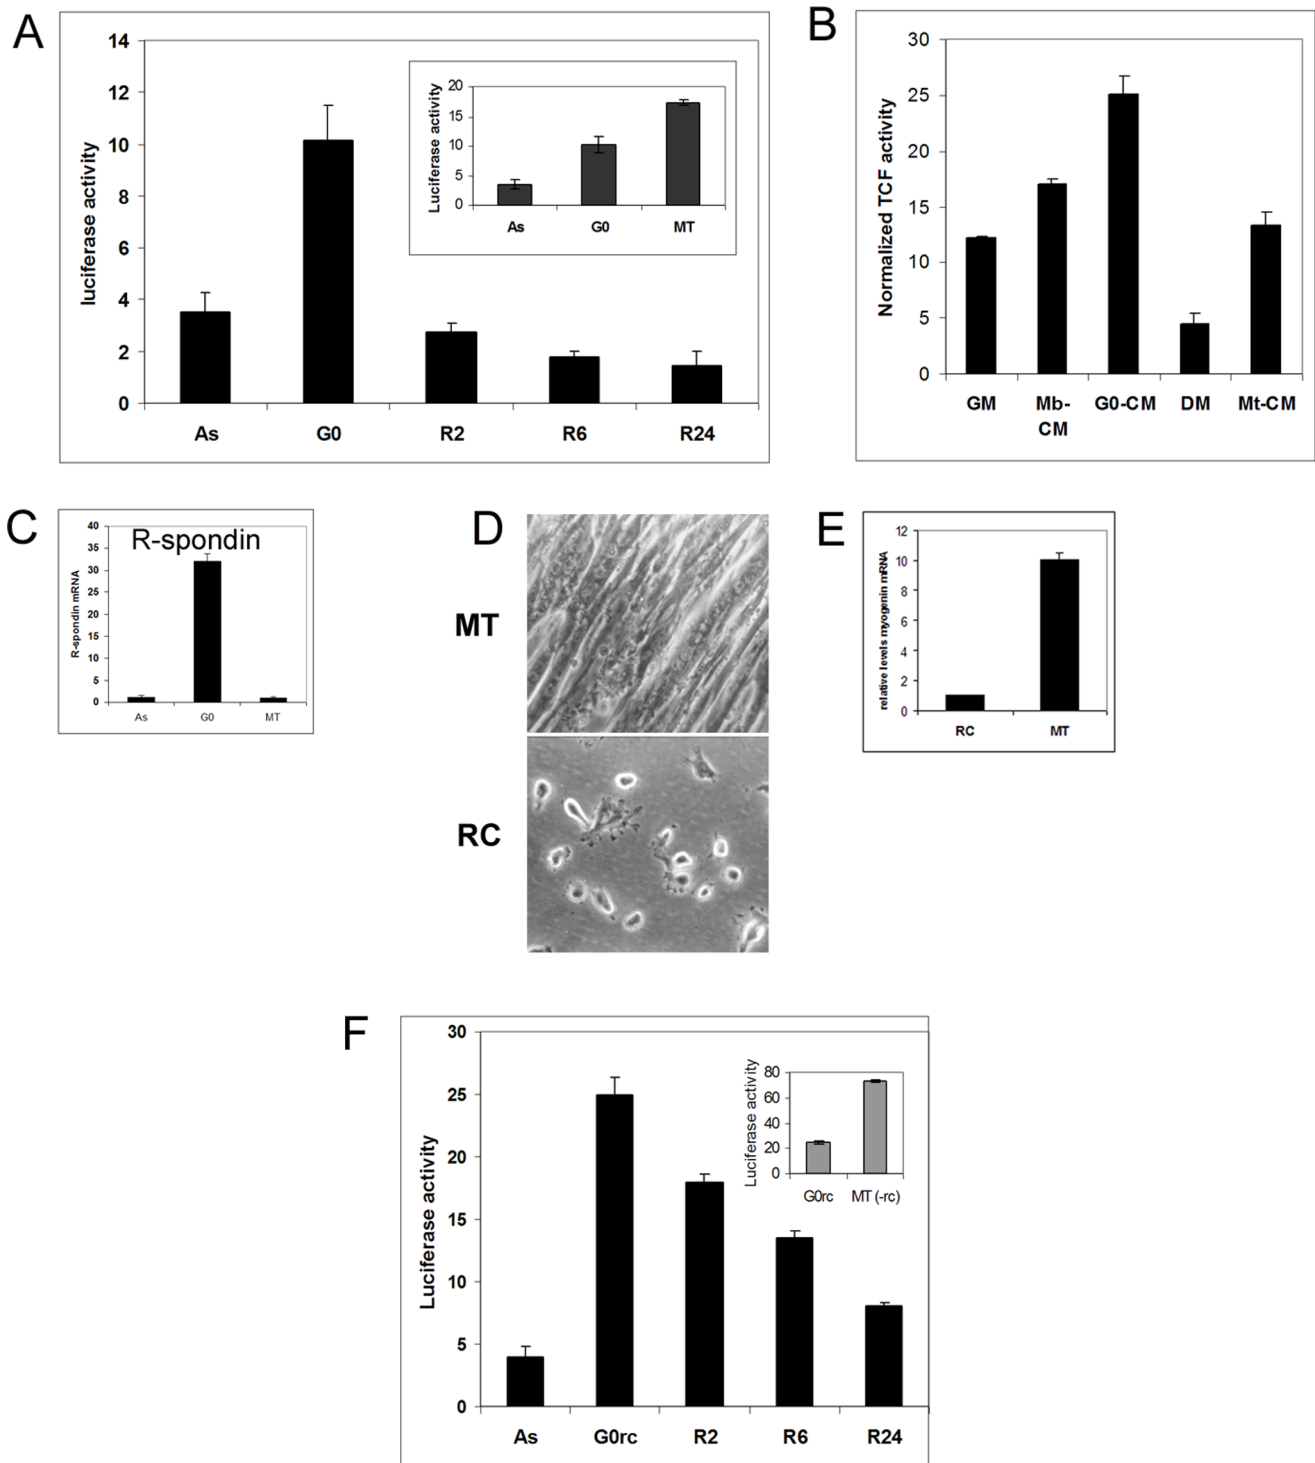 A
14
12
10
8
6
4
2
0
luciferase activity
As G0 R2 R6 R24
20
15
10
5
0
Luciferase activity
As G0 MT
B
30
25
20
15
10
5
0
Normalized TCF activity
GM Mb-CM G0-CM DM Mt-CM
C
R-spondin
40
35
30
25
20
15
10
5
0
R-spondin mRNA
As G0 MT
D
MT
RC
E
12
10
8
6
4
2
0
relative levels myogenin mRNA
RC MT
F
30
25
20
15
10
5
0
Luciferase activity
As G0rc R2 R6 R24
80
60
40
20
0
Luciferase activity
G0rc MT (-rc)